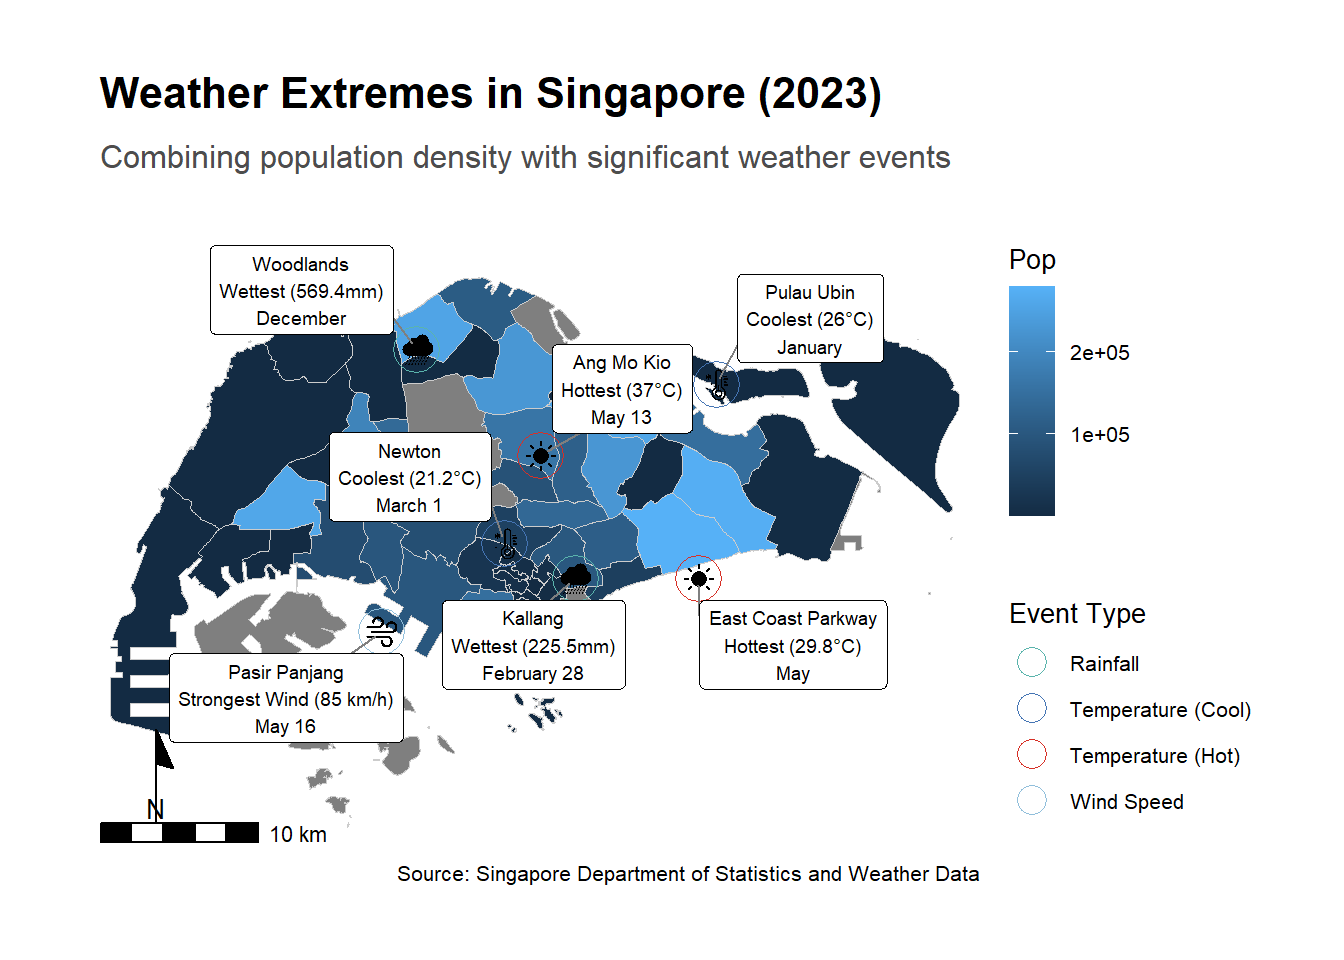 Weather Extremes in Singapore (2023)
Combining population density with significant weather events
Woodlands
Wettest (569.4mm)
December
Pulau Ubin
Coolest (26°C)
January
Ang Mo Kio
Hottest (37°C)
May 13
Newton
Coolest (21.2°C)
March 1
Kallang
Wettest (225.5mm)
February 28
East Coast Parkway
Hottest (29.8°C)
May
Pasir Panjang
Strongest Wind (85 km/h)
May 16
N
10 km
Pop
2e+05
1e+05
Event Type
Rainfall
Temperature (Cool)
Temperature (Hot)
Wind Speed
Source: Singapore Department of Statistics and Weather Data